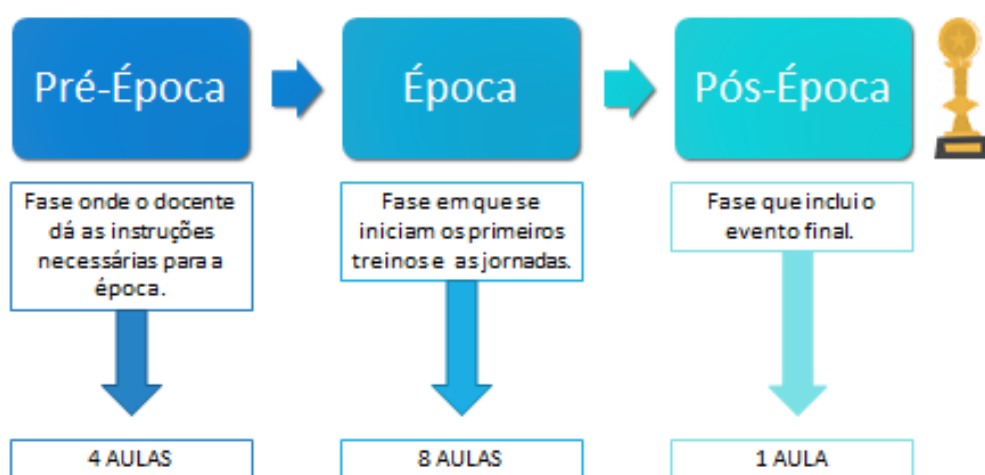 Pré-Época
Época
Pós-Época
Fase onde o docente
dá as instruções
necessárias para a
época.
Fase em que se
iniciam os primeiros
treinos e as jornadas.
Fase que inclui o
evento final.
4 AULAS
8 AULAS
1 AULA